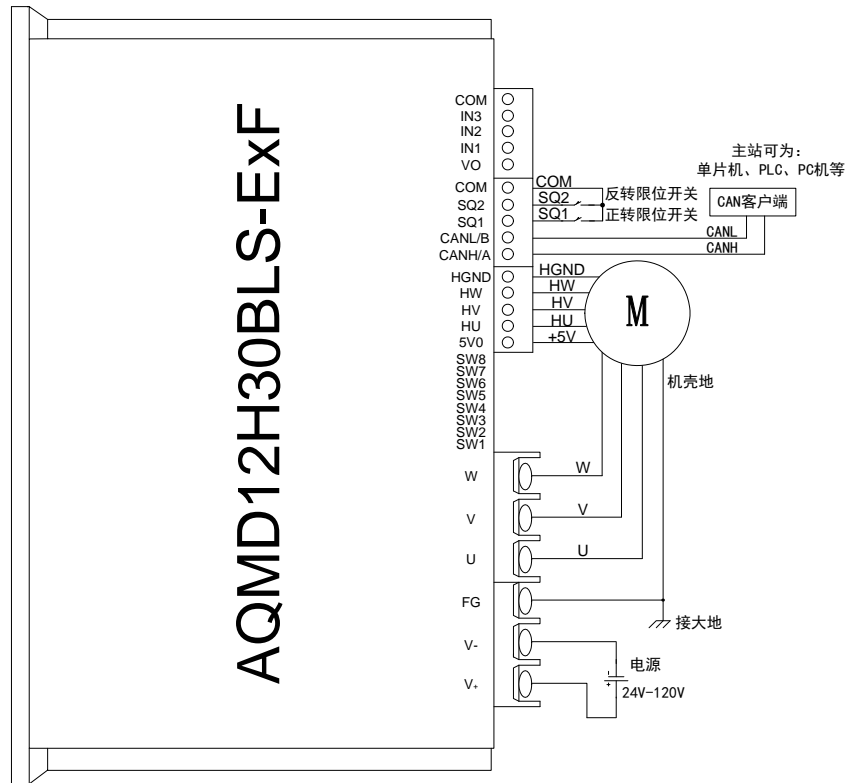 AQMD12H30BLS-ExF
COM
IN3
IN2
IN1
VO
COM
SQ2
SQ1
CANL/B
CANH/A
HGND
HW
HV
HU
5V0
SW8
SW7
SW6
SW5
SW4
SW3
SW2
SW1
W
V
U
FG
V-
V+
COM
SQ2
反转限位开关
SQ1
正转限位开关
主站可为：
单片机、PLC、PC机等
CAN客户端
CANL
CANH
HGND
HW
HV
HU
+5V
M
机壳地
W
V
U
接大地
电源
24V-120V
- +